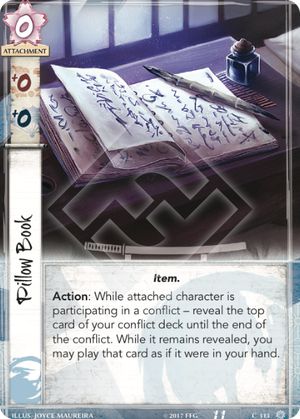 0
ATTACHMENT
+0
+0
Pillow Book
Item.
Action: While attached character is
participating in a conflict – reveal the top
card of your conflict deck until the end of
the conflict. While it remains revealed, you
may play that card as if it were in your hand.
ILLUS: JOYCE MAUREIRA
©2017 FFG
11
C 113